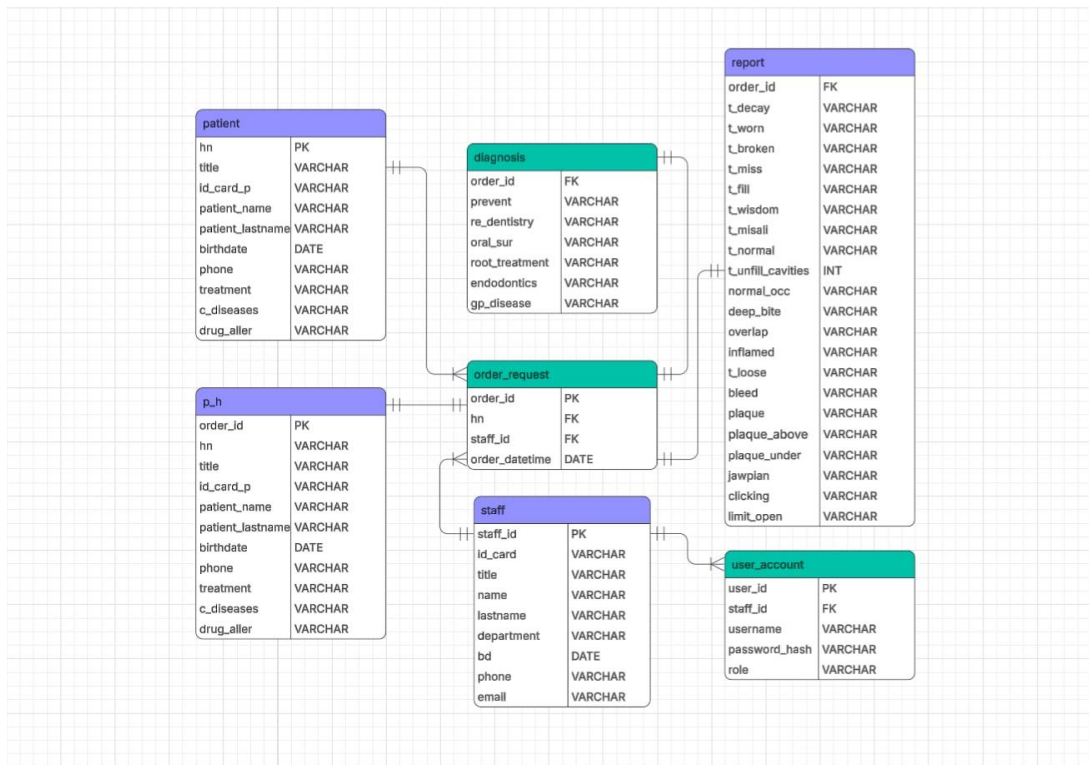 patient
hn PK
title VARCHAR
id_card_p VARCHAR
patient_name VARCHAR
patient_lastname VARCHAR
birthdate DATE
phone VARCHAR
treatment VARCHAR
c_diseases VARCHAR
drug_aller VARCHAR
p_h
order_id PK
hn VARCHAR
title VARCHAR
id_card_p VARCHAR
patient_name VARCHAR
patient_lastname VARCHAR
birthdate DATE
phone VARCHAR
treatment VARCHAR
c_diseases VARCHAR
drug_aller VARCHAR
diagnosis
order_id FK
prevent VARCHAR
re_dentistry VARCHAR
oral_sur VARCHAR
root_treatment VARCHAR
endodontics VARCHAR
gp_disease VARCHAR
order_request
order_id PK
hn FK
staff_id FK
order_datetime DATE
staff
staff_id PK
id_card VARCHAR
title VARCHAR
name VARCHAR
lastname VARCHAR
department VARCHAR
bd DATE
phone VARCHAR
email VARCHAR
report
order_id FK
t_decay VARCHAR
t_worn VARCHAR
t_broken VARCHAR
t_miss VARCHAR
t_fill VARCHAR
t_wisdom VARCHAR
t_misali VARCHAR
t_normal VARCHAR
t_unfill_cavities INT
normal_occ VARCHAR
deep_bite VARCHAR
overlap VARCHAR
inflamed VARCHAR
t_loose VARCHAR
bleed VARCHAR
plaque VARCHAR
plaque_above VARCHAR
plaque_under VARCHAR
jawpian VARCHAR
clicking VARCHAR
limit_open VARCHAR
user_account
user_id PK
staff_id FK
username VARCHAR
password_hash VARCHAR
role VARCHAR